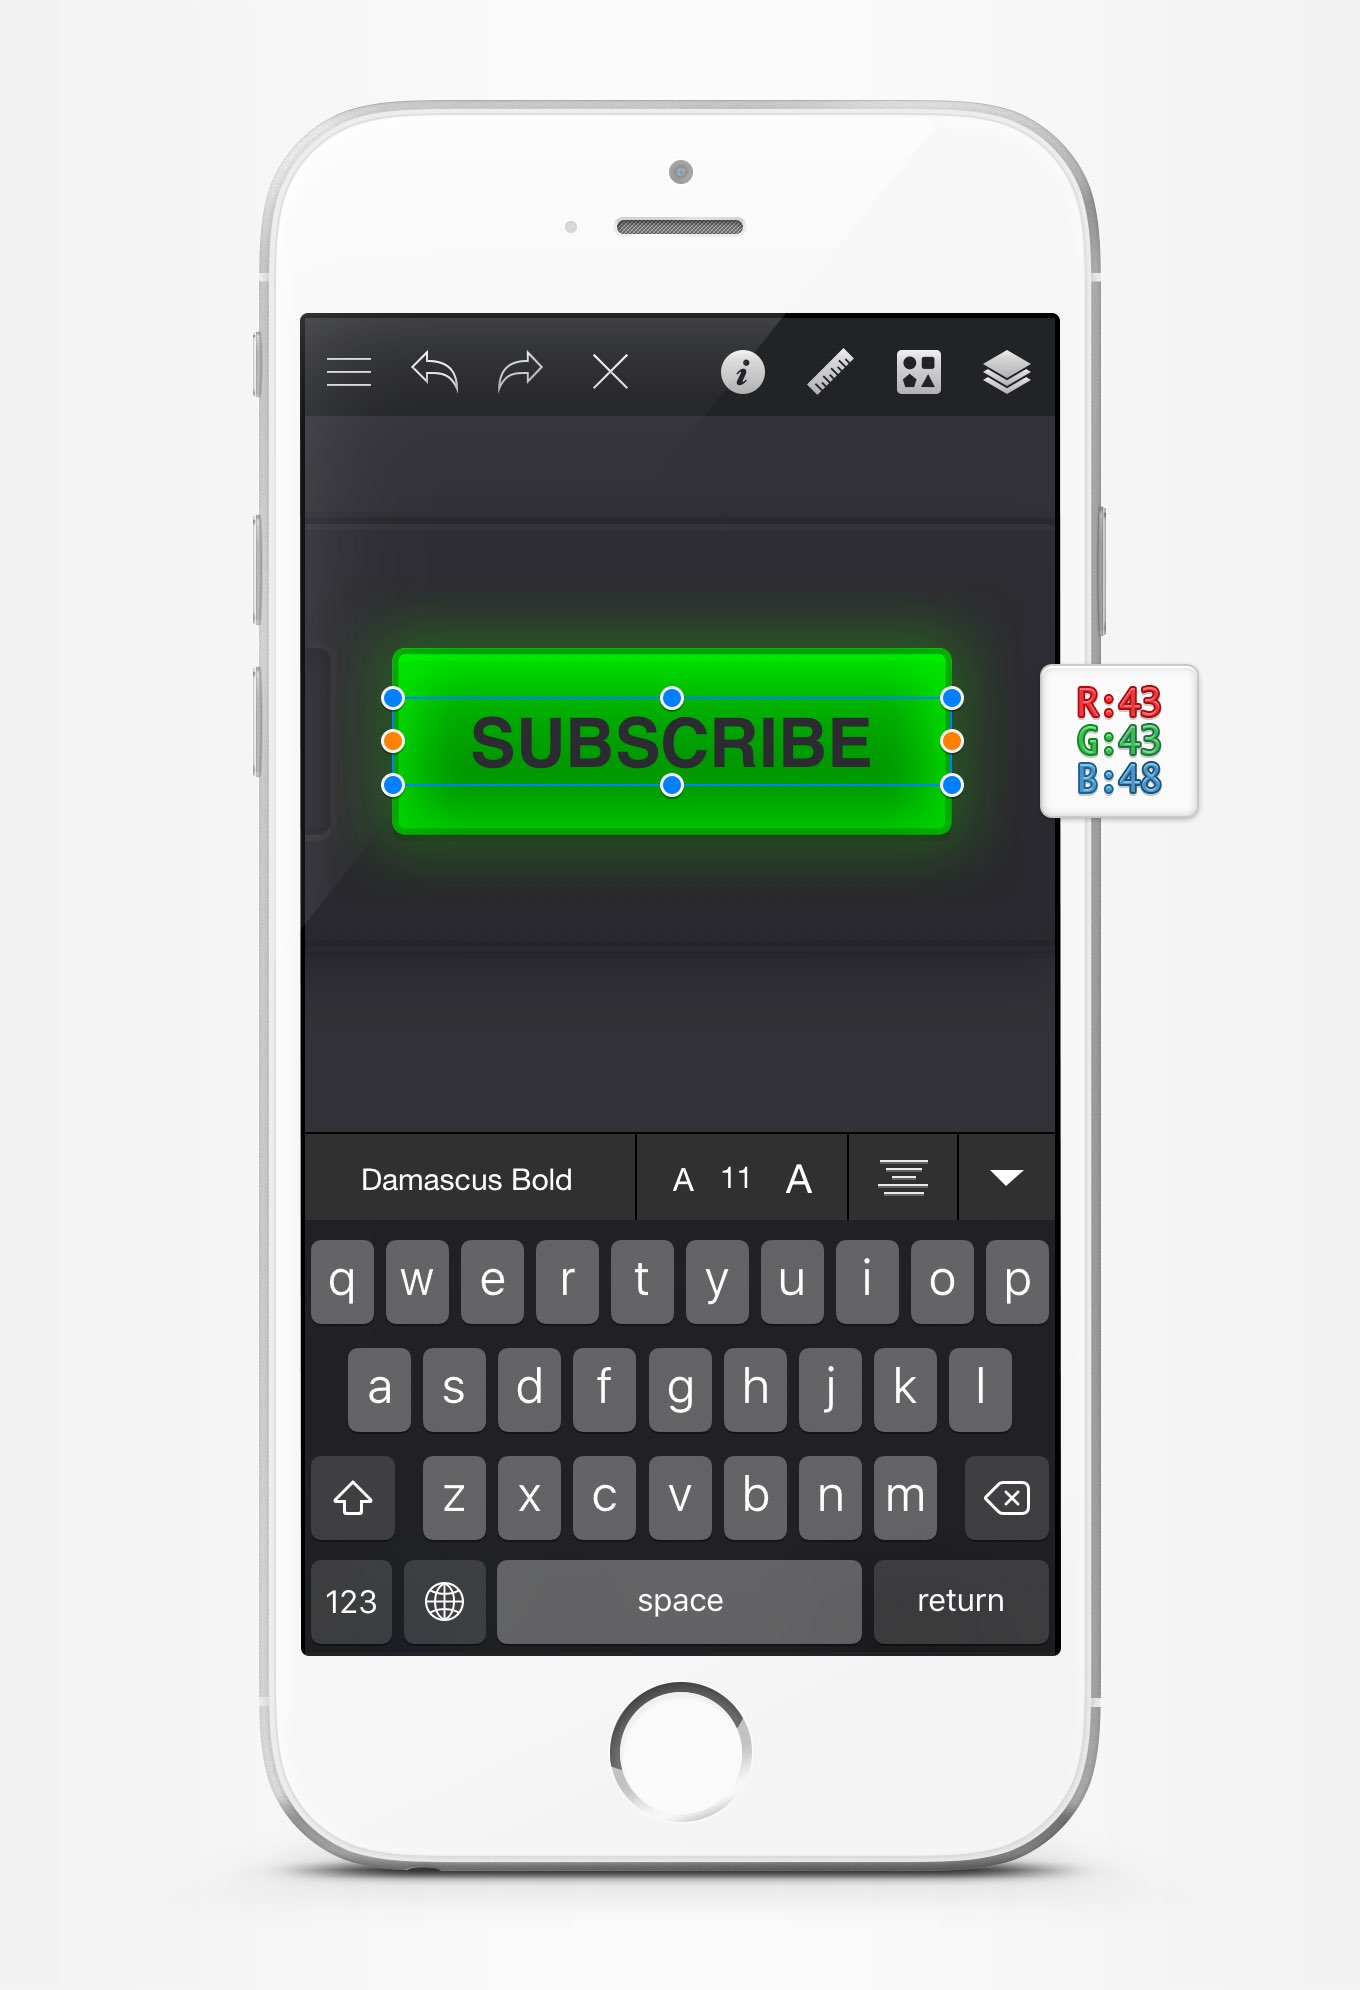 SUBSCRIBE
R:43
G:43
B:48
Damascus Bold A 11 A
q w e r t y u i o p
a s d f g h j k l
z x c v b n m
123 space return